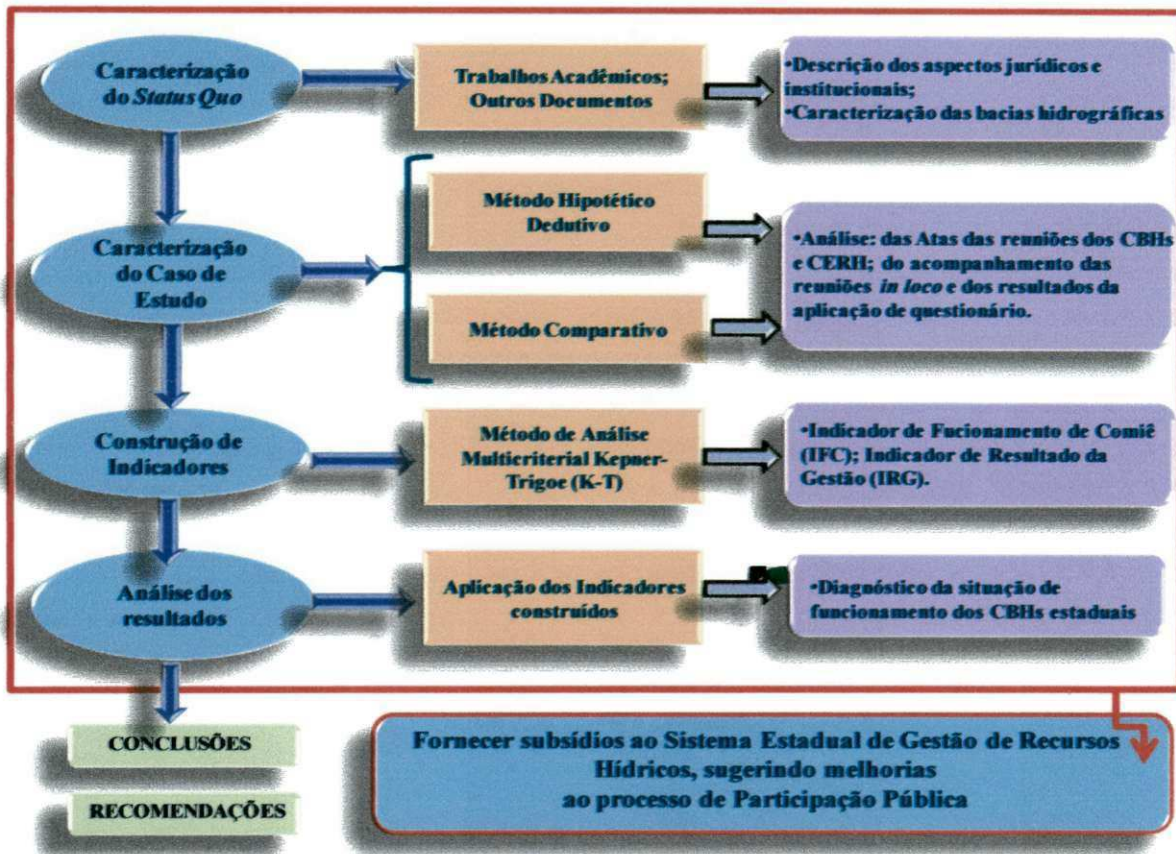 Caracterização
do Status Quo
Trabalhos Acadêmicos;
Outros Documentos
•Descrição dos aspectos jurídicos e
institucionais;
•Caracterização das bacias hidrográficas
Caracterização
do Caso de
Estudo
Método Hipotético
Dedutivo
Método Comparativo
•Análise: das Atas das reuniões dos CBHs
e CERH; do acompanhamento das
reuniões in loco e dos resultados da
aplicação de questionário.
Construção de
Indicadores
Método de Análise
Multicriterial Kepner-
Trigoe (K-T)
•Indicador de Fucionamento de Comiê
(IFC); Indicador de Resultado da
Gestão (IRG).
Análise dos
resultados
Aplicação dos Indicadores
construídos
•Diagnóstico da situação de
funcionamento dos CBHs estaduais
CONCLUSÕES
RECOMENDAÇÕES
Fornecer subsídios ao Sistema Estadual de Gestão de Recursos
Hídricos, sugerindo melhorias
ao processo de Participação Pública